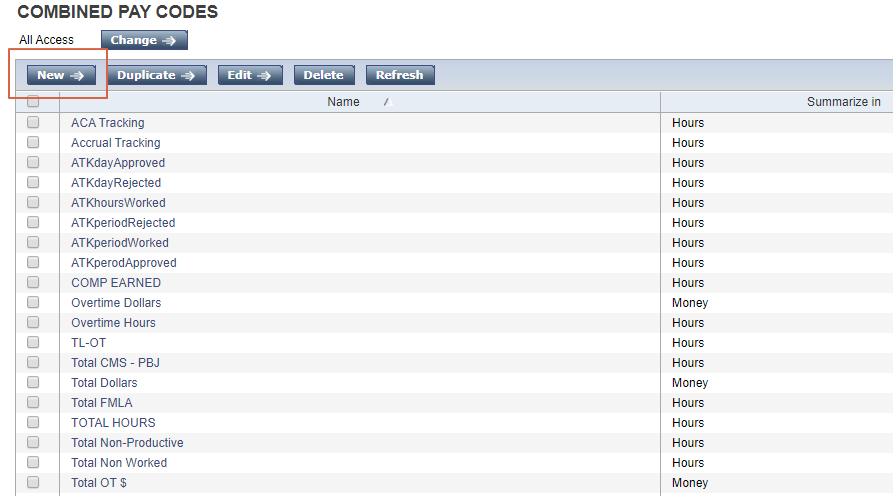 COMBINED PAY CODES
All Access Change
New Duplicate Edit Delete Refresh
Name Summarize in
ACA Tracking Hours
Accrual Tracking Hours
ATKdayApproved Hours
ATKdayRejected Hours
ATKhoursWorked Hours
ATKperiodRejected Hours
ATKperiodWorked Hours
ATKperodApproved Hours
COMP EARNED Hours
Overtime Dollars Money
Overtime Hours Hours
TL-OT Hours
Total CMS - PBJ Hours
Total Dollars Money
Total FMLA Hours
TOTAL HOURS Hours
Total Non-Productive Hours
Total Non Worked Hours
Total OT $ Money